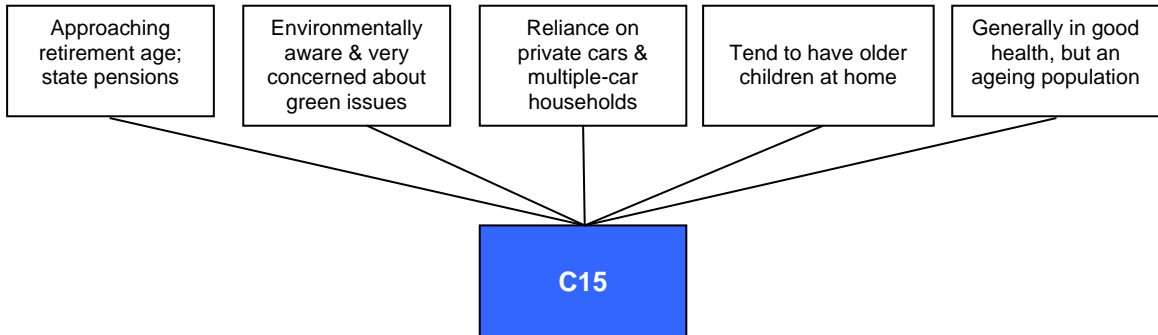 Approaching
retirement age;
state pensions
Environmentally
aware & very
concerned about
green issues
Reliance on
private cars &
multiple-car
households
Tend to have older
children at home
Generally in good
health, but an
ageing population
C15